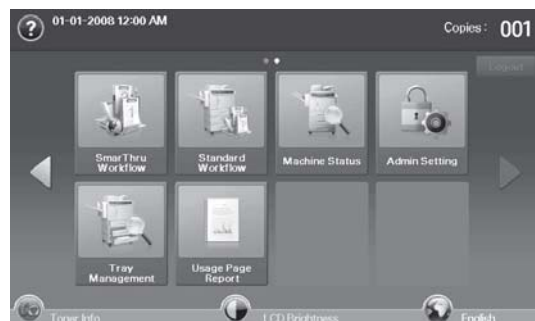 ?
01-01-2008 12:00 AM
Copies : 001
Logout
SmarThru
Workflow
Standard
Workflow
Machine Status
Admin Setting
Tray
Management
Usage Page
Report
Toner Info
LCD Brightness
English